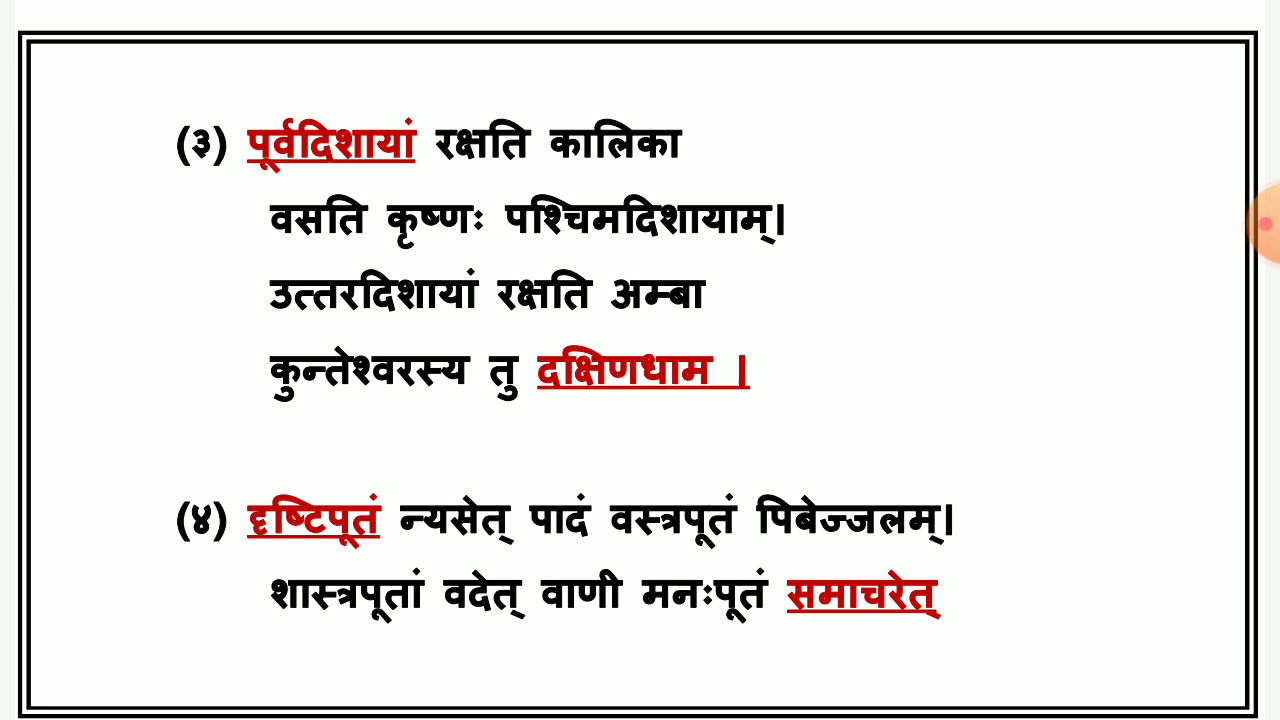 (३) पूर्वदिशायां रक्षति कालिका
वसति कृष्णः पश्चिमदिशायाम्।
उत्तरदिशायां रक्षति अम्बा
कुन्तेश्वरस्य तु दक्षिणधाम ।
(४) दृष्टिपूतं न्यसेत् पादं वस्त्रपूतं पिबेज्जलम्।
शास्त्रपूतां वदेत् वाणी मनःपूतं समाचरेत्